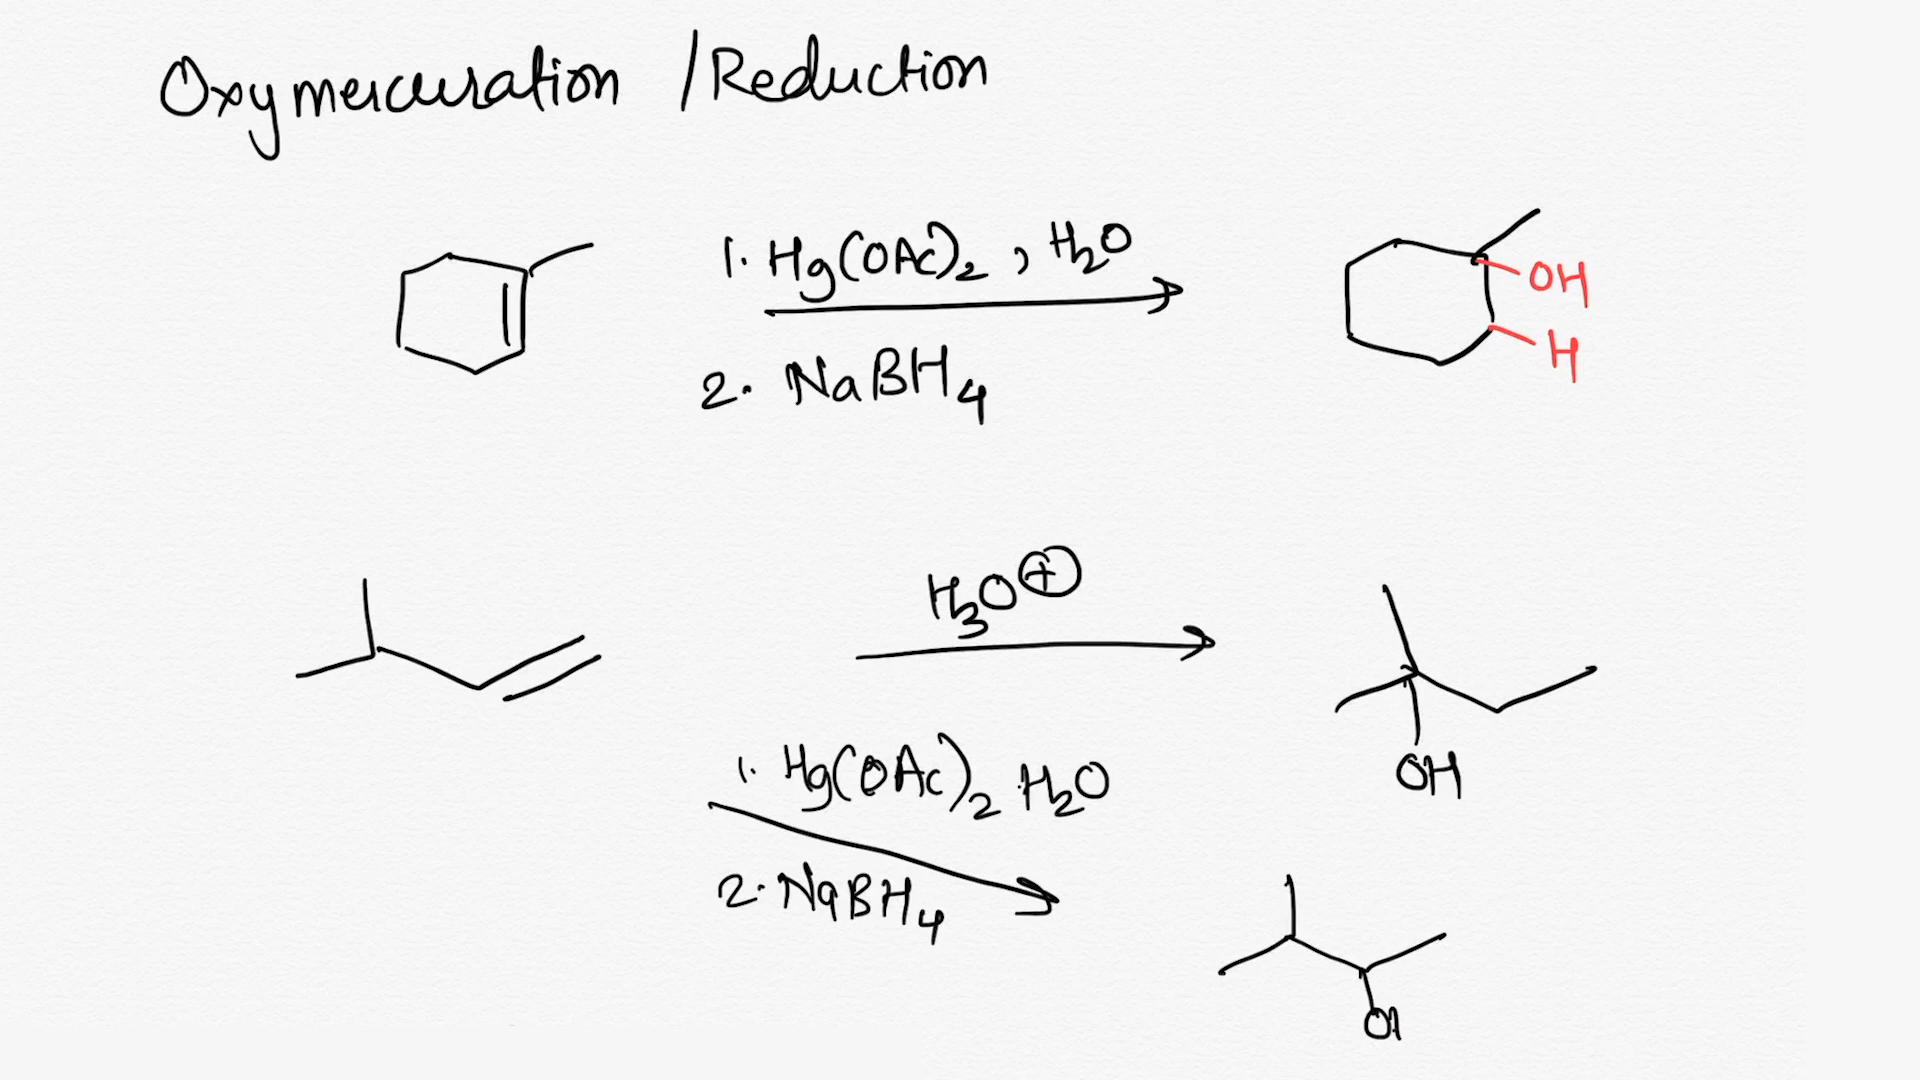 Oxymercuration /Reduction
1. Hg(OAc)₂ , H₂O
OH
2. NaBH₄
H
H₃O⊕
1. Hg(OAc)₂ H₂O
OH
2. NaBH₄